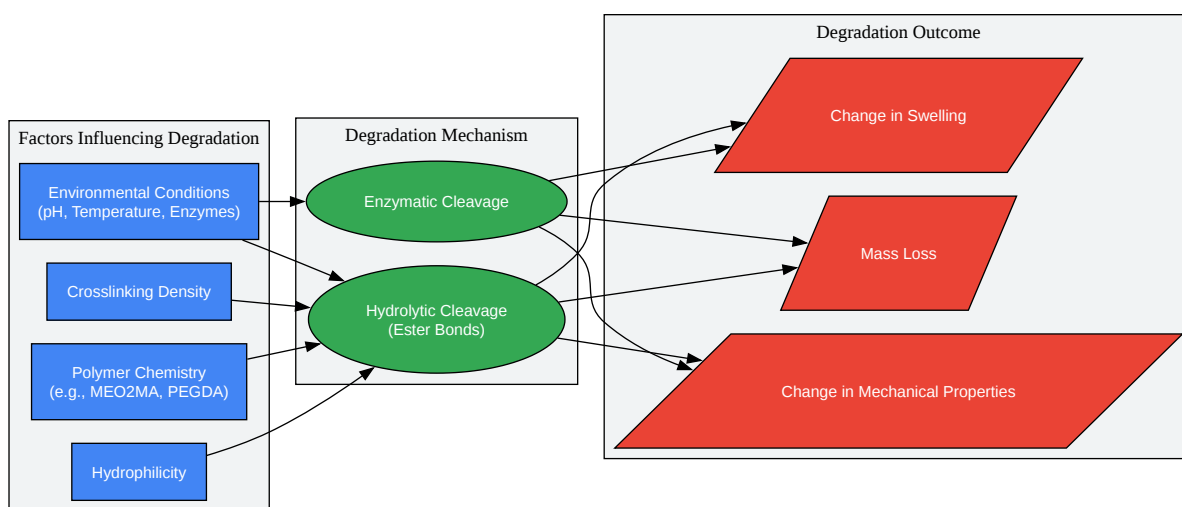 Factors Influencing Degradation
Environmental Conditions
(pH, Temperature, Enzymes)
Crosslinking Density
Polymer Chemistry
(e.g., MEO2MA, PEGDA)
Hydrophilicity
Degradation Mechanism
Enzymatic Cleavage
Hydrolytic Cleavage
(Ester Bonds)
Degradation Outcome
Change in Swelling
Mass Loss
Change in Mechanical Properties